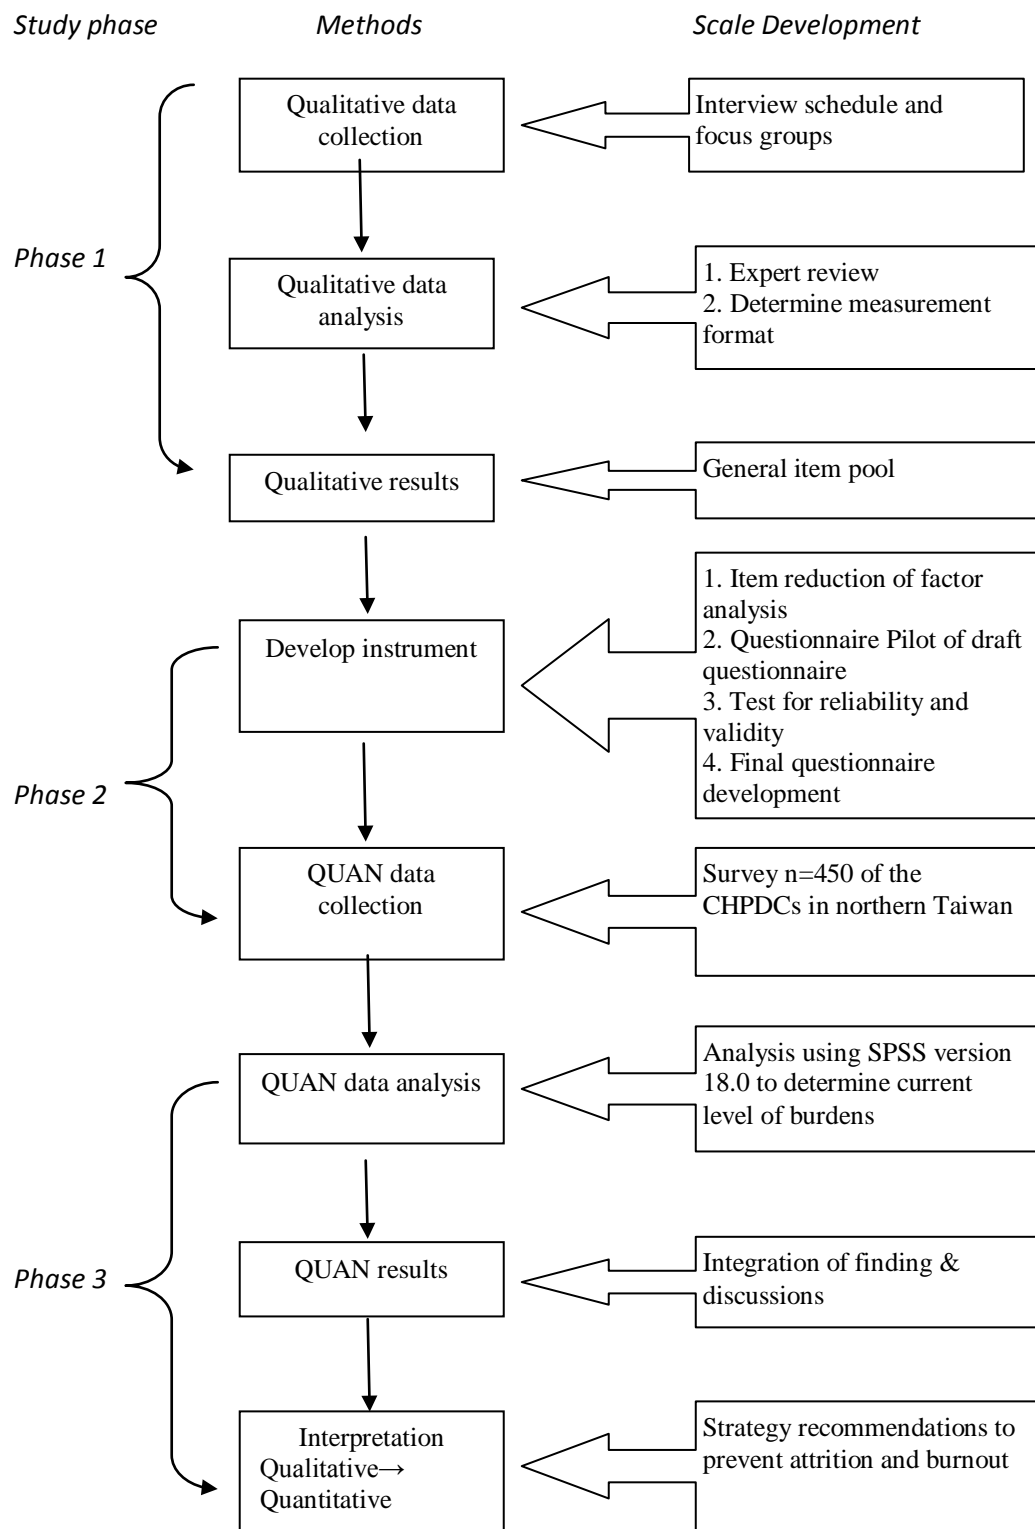 Study phase
Methods
Scale Development
Qualitative data
collection
Interview schedule and
focus groups
Phase 1
Qualitative data
analysis
1. Expert review
2. Determine measurement
format
Qualitative results
General item pool
Develop instrument
1. Item reduction of factor
analysis
2. Questionnaire Pilot of draft
questionnaire
3. Test for reliability and
validity
4. Final questionnaire
development
Phase 2
QUAN data
collection
Survey n=450 of the
CHPDCs in northern Taiwan
QUAN data analysis
Analysis using SPSS version
18.0 to determine current
level of burdens
Phase 3
QUAN results
Integration of finding &
discussions
Interpretation
Qualitative→
Quantitative
Strategy recommendations to
prevent attrition and burnout